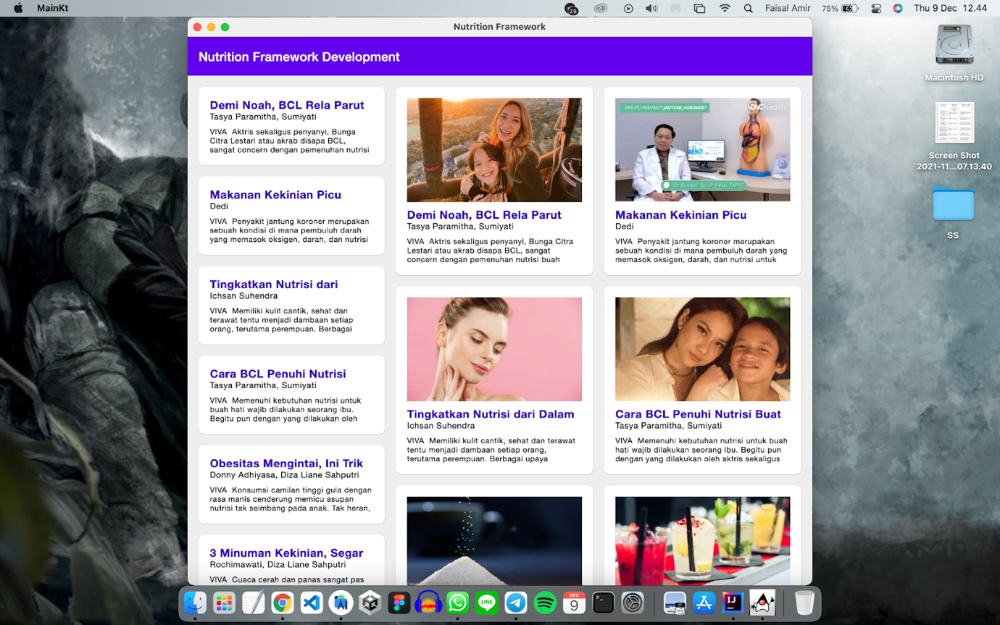 MainKt
26
Faisal Amir
75%
Thu 9 Dec 12.44
Nutrition Framework
Nutrition Framework Development
Demi Noah, BCL Rela Parut
Tasya Paramitha, Sumiyati
VIVA Aktris sekaligus penyanyi, Bunga
Citra Lestari atau akrab disapa BCL,
sangat concern dengan pemenuhan nutrisi
Makanan Kekinian Picu
Dedi
VIVA Penyakit jantung koroner merupakan
sebuah kondisi di mana pembuluh darah
yang memasok oksigen, darah, dan nutrisi
Tingkatkan Nutrisi dari
Ichsan Suhendra
VIVA Memiliki kulit cantik, sehat dan
terawat tentu menjadi dambaan setiap
orang, terutama perempuan. Berbagai
Cara BCL Penuhi Nutrisi
Tasya Paramitha, Sumiyati
VIVA Memenuhi kebutuhan nutrisi untuk
buah hati wajib dilakukan seorang ibu.
Begitu pun dengan yang dilakukan oleh
Obesitas Mengintai, Ini Trik
Donny Adhiyasa, Diza Liane Sahputri
VIVA Konsumsi camilan tinggi gula dengan
rasa manis cenderung memicu asupan
nutrisi tak seimbang pada anak. Tak heran,
3 Minuman Kekinian, Segar
Rochimawati, Diza Liane Sahputri
VIVA Cuaca cerah dan panas sangat pas
Demi Noah, BCL Rela Parut
Tasya Paramitha, Sumiyati
VIVA Aktris sekaligus penyanyi, Bunga Citra
Lestari atau akrab disapa BCL, sangat
concern dengan pemenuhan nutrisi buah
APA ITU PENYAKIT JANTUNG KORONER?
health
Dr. Ronald, Sp.JP, FIHA, FAPSC
Makanan Kekinian Picu
Dedi
VIVA Penyakit jantung koroner merupakan
sebuah kondisi di mana pembuluh darah yang
memasok oksigen, darah, dan nutrisi untuk
Tingkatkan Nutrisi dari Dalam
Ichsan Suhendra
VIVA Memiliki kulit cantik, sehat dan terawat
tentu menjadi dambaan setiap orang,
terutama perempuan. Berbagai upaya
Cara BCL Penuhi Nutrisi Buat
Tasya Paramitha, Sumiyati
VIVA Memenuhi kebutuhan nutrisi untuk buah
hati wajib dilakukan seorang ibu. Begitu pun
dengan yang dilakukan oleh aktris sekaligus
Macintosh HD
Screen Shot
2021-11...07.13.40
SS
LINE
DEC
9
IJ